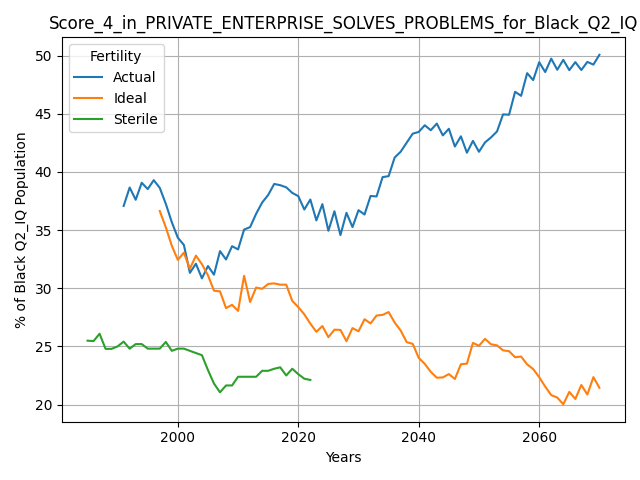 Score_4_in_PRIVATE_ENTERPRISE_SOLVES_PROBLEMS_for_Black_Q2_IQ
Fertility
Actual
Ideal
Sterile
% of Black Q2_IQ Population
50
45
40
35
30
25
20
2000
2020
2040
2060
Years